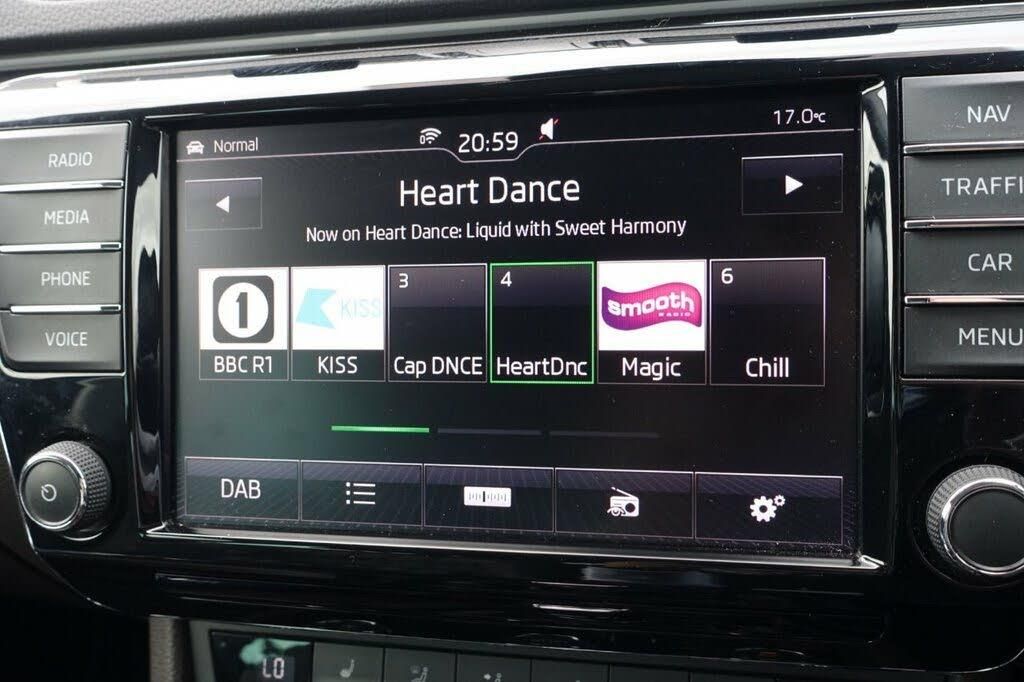 Normal
20:59
17.0°C
RADIO
MEDIA
PHONE
VOICE
NAV
TRAFFI
CAR
MENU
Heart Dance
Now on Heart Dance: Liquid with Sweet Harmony
1
BBC R1
KISS
KISS
3
Cap DNCE
4
HeartDnc
smooth
RADIO
Magic
6
Chill
DAB
LO